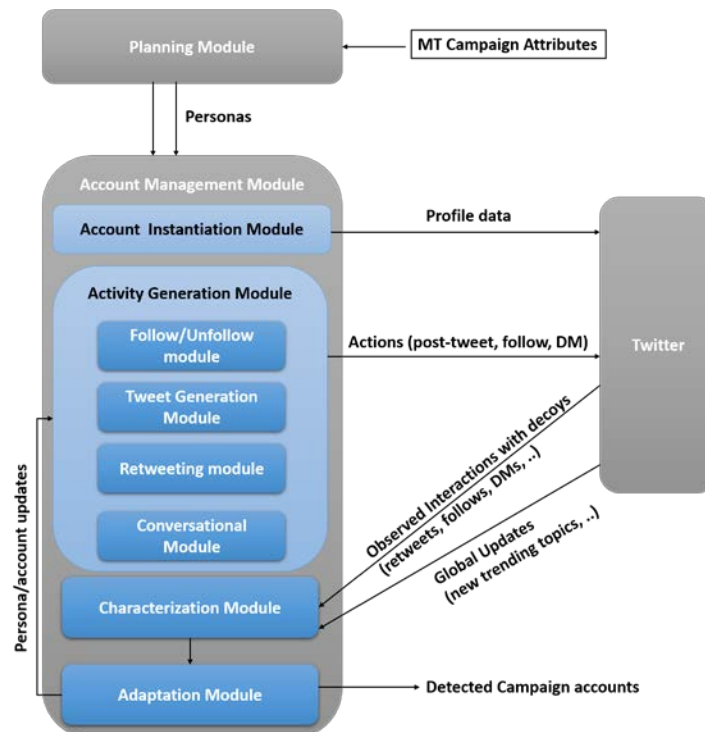 Planning Module
MT Campaign Attributes
Personas
Account Management Module
Account Instantiation Module
Profile data
Activity Generation Module
Follow/Unfollow
module
Actions (post-tweet, follow, DM)
Twitter
Tweet Generation
Module
Retweeting module
Conversational
Module
Observed Interactions with decoys
(retweets, follows, DMs, ..)
Global Updates
(new trending topics, ..)
Persona/account updates
Characterization Module
Adaptation Module
Detected Campaign accounts